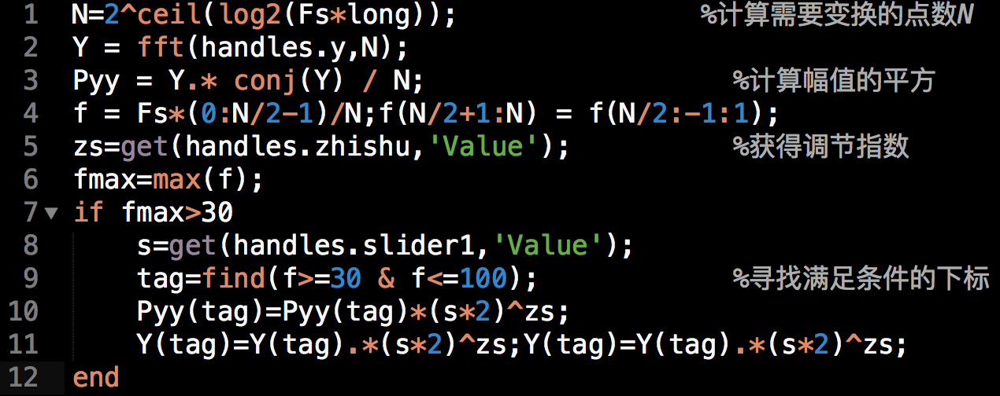 1 N=2^ceil(log2(Fs*long)); %计算需要变换的点数N
2 Y = fft(handles.y,N);
3 Pyy = Y.* conj(Y) / N; %计算幅值的平方
4 f = Fs*(0:N/2-1)/N;f(N/2+1:N) = f(N/2:-1:1);
5 zs=get(handles.zhishu,'Value'); %获得调节指数
6 fmax=max(f);
7 if fmax>30
8 s=get(handles.slider1,'Value');
9 tag=find(f>=30 & f<=100); %寻找满足条件的下标
10 Pyy(tag)=Pyy(tag)*(s*2)^zs;
11 Y(tag)=Y(tag).*(s*2)^zs;Y(tag)=Y(tag).*(s*2)^zs;
12 end